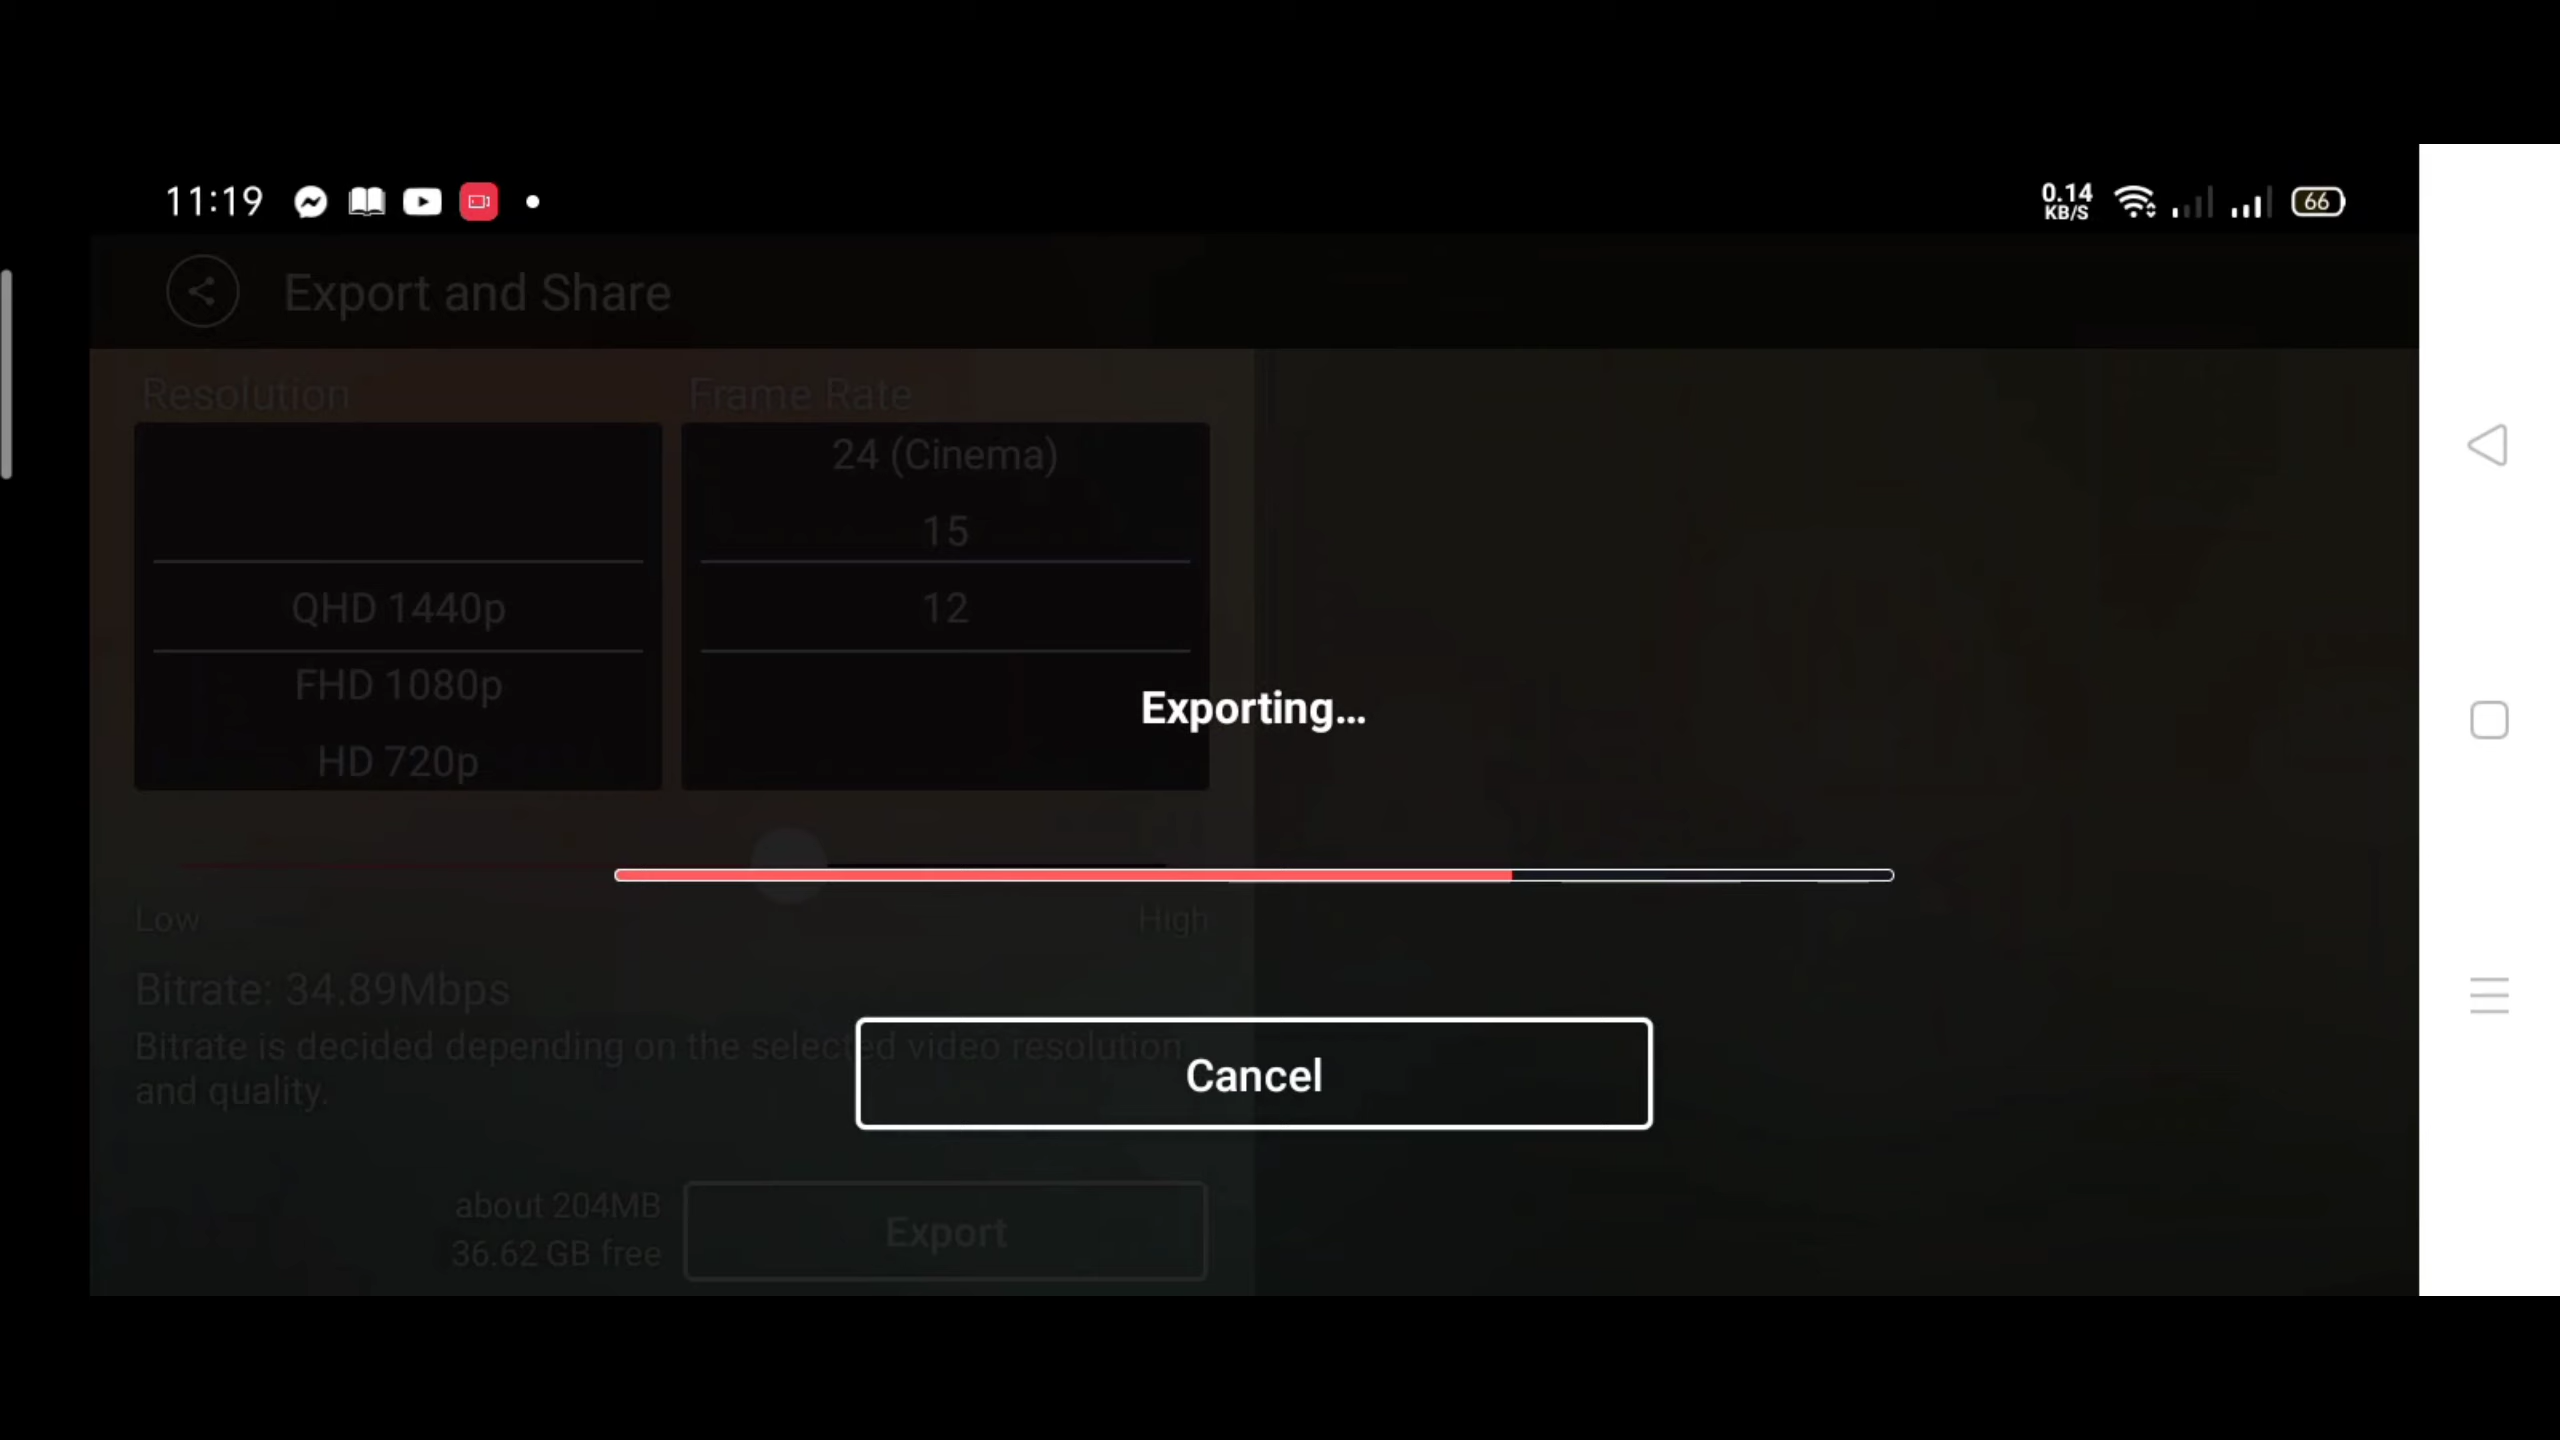 11:19
0.14
KB/S
66
Export and Share
Resolution
Frame Rate
24 (Cinema)
15
QHD 1440p
12
FHD 1080p
HD 720p
Exporting...
Low
High
Bitrate: 34.89Mbps
Bitrate is decided depending on the selected video resolution
and quality.
Cancel
about 204MB
36.62 GB free
Export